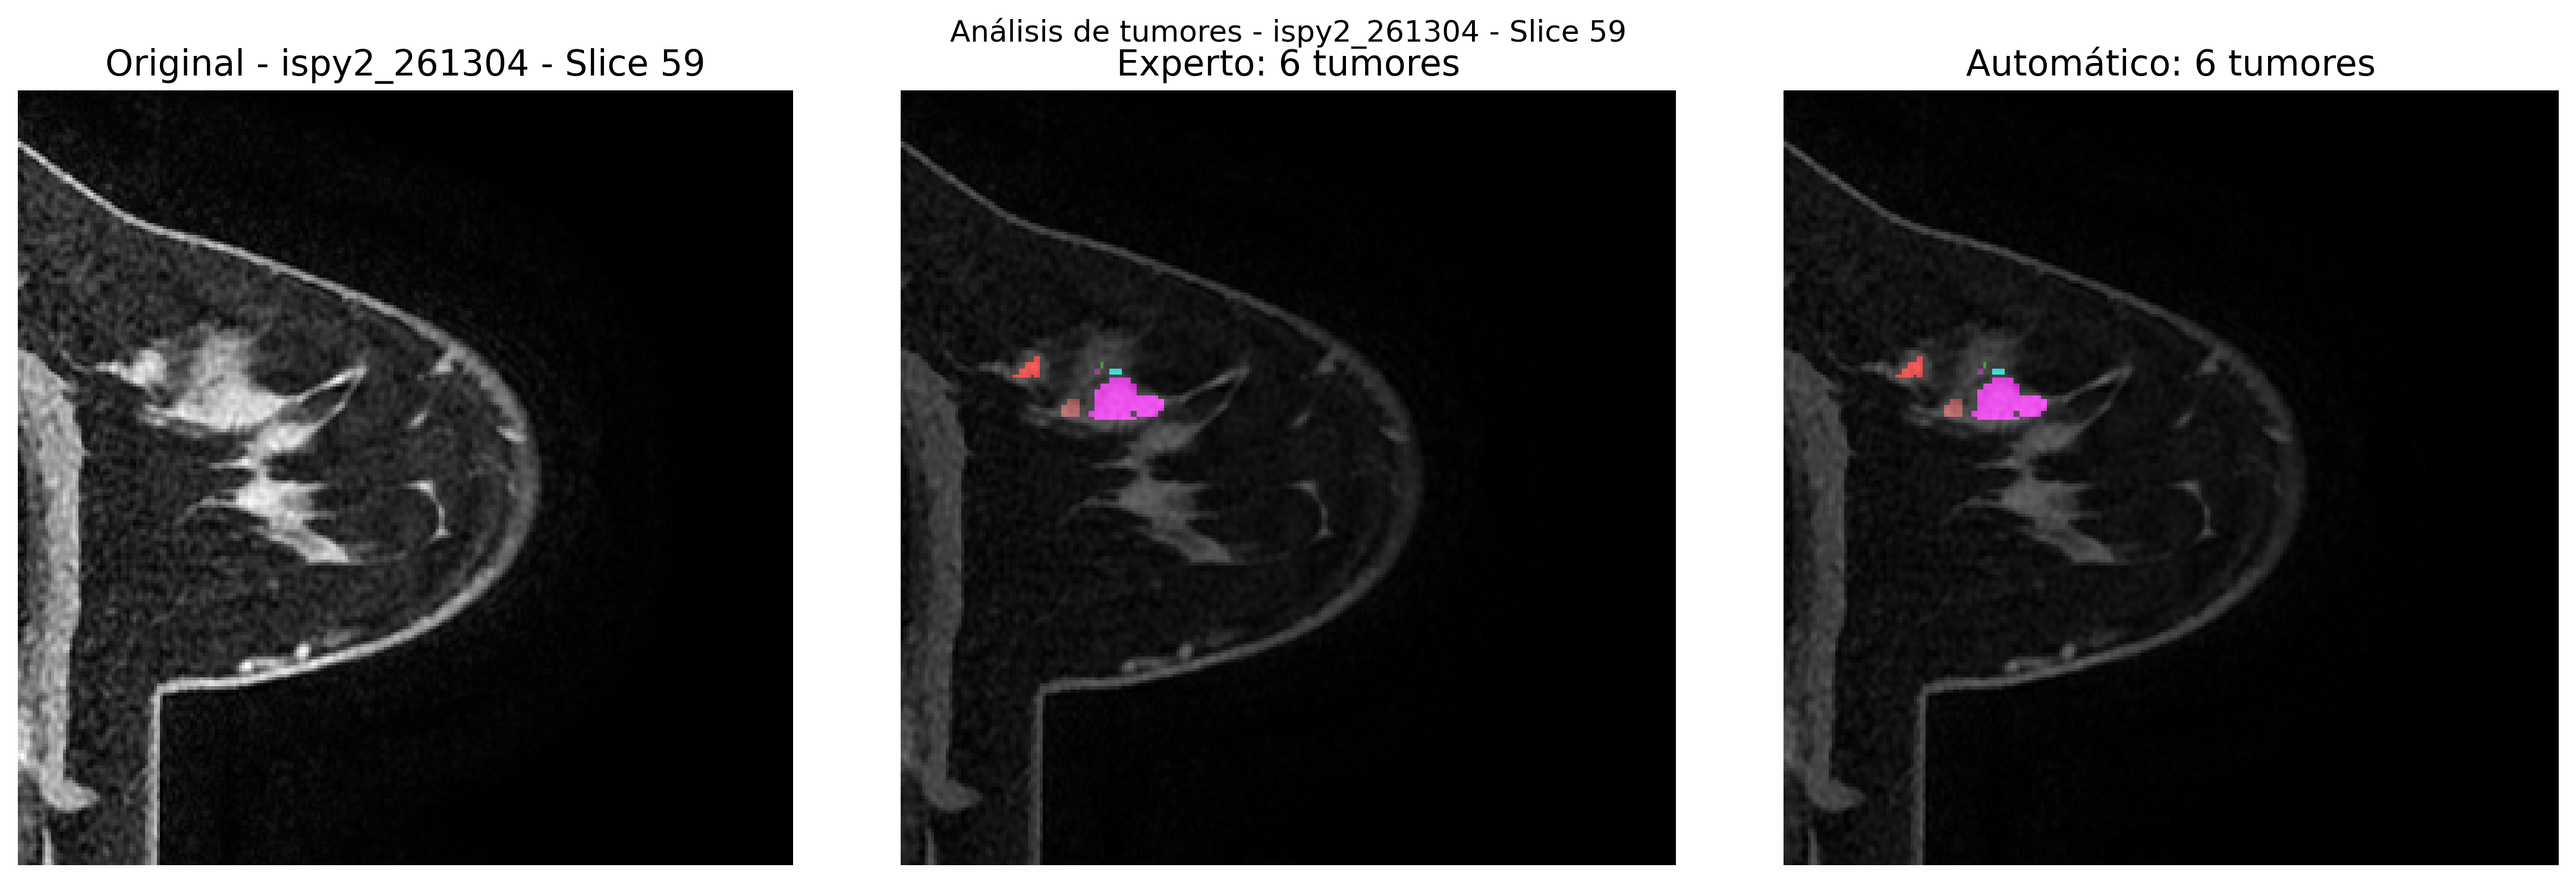 Análisis de tumores - ispy2_261304 - Slice 59
Original - ispy2_261304 - Slice 59
Experto: 6 tumores
Automático: 6 tumores